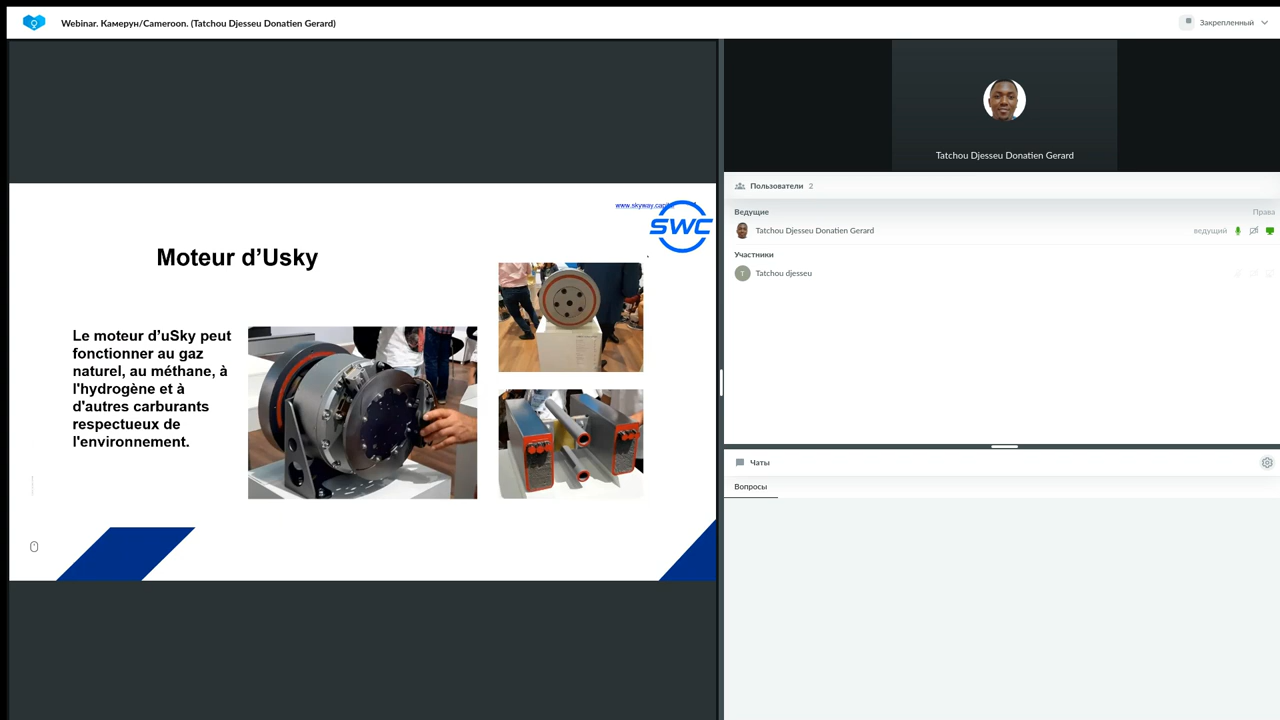 Webinar. Камерун/Cameroon. (Tatchou Djesseu Donatien Gerard)
Закрепленный
www.skyway.capital
SWC
Moteur d’Usky
Le moteur d’uSky peut
fonctionner au gaz
naturel, au méthane, à
l'hydrogène et à
d'autres carburants
respectueux de
l'environnement.
Tatchou Djesseu Donatien Gerard
Пользователи 2
Ведущие Права
Tatchou Djesseu Donatien Gerard ведущий
Участники
T Tatchou djesseu
Чаты
Вопросы